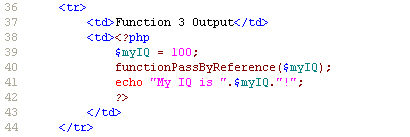 36 <tr>
37 <td>Function 3 Output</td>
38 <td><?php
39 $myIQ = 100;
40 functionPassByReference($myIQ);
41 echo "My IQ is ".$myIQ."!";
42 ?>
43 </td>
44 </tr>